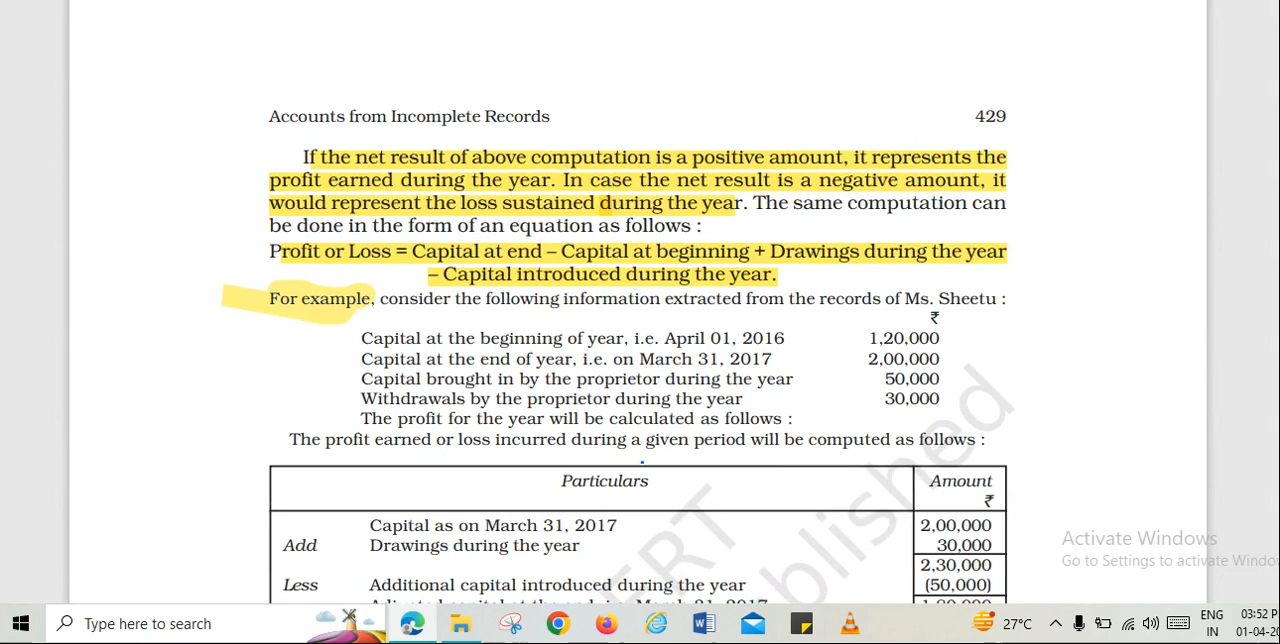 Accounts from Incomplete Records 429
If the net result of above computation is a positive amount, it represents the
profit earned during the year. In case the net result is a negative amount, it
would represent the loss sustained during the year. The same computation can
be done in the form of an equation as follows :
Profit or Loss = Capital at end – Capital at beginning + Drawings during the year
– Capital introduced during the year.
For example, consider the following information extracted from the records of Ms. Sheetu :
₹
Capital at the beginning of year, i.e. April 01, 2016 1,20,000
Capital at the end of year, i.e. on March 31, 2017 2,00,000
Capital brought in by the proprietor during the year 50,000
Withdrawals by the proprietor during the year 30,000
The profit for the year will be calculated as follows :
The profit earned or loss incurred during a given period will be computed as follows :
Particulars Amount
₹
Capital as on March 31, 2017 2,00,000
Add Drawings during the year 30,000
2,30,000
Less Additional capital introduced during the year (50,000)
Activate Windows
Go to Settings to activate Windo
Type here to search
27°C
ENG
IN
03:52 P
01-04-20